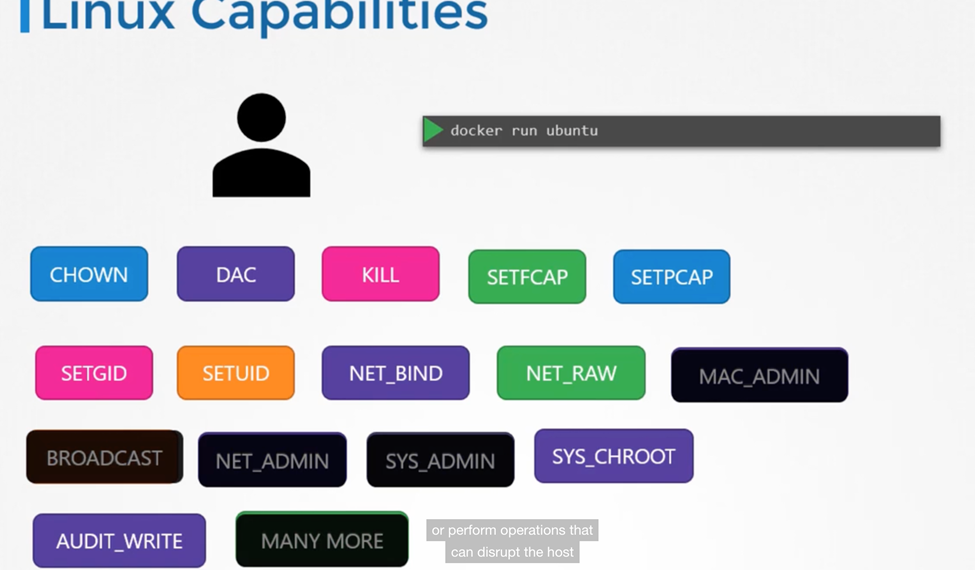 Linux Capabilities
docker run ubuntu
CHOWN DAC KILL SETFCAP SETPCAP
SETGID SETUID NET_BIND NET_RAW MAC_ADMIN
BROADCAST NET_ADMIN SYS_ADMIN SYS_CHROOT
AUDIT_WRITE MANY MORE
or perform operations that
can disrupt the host